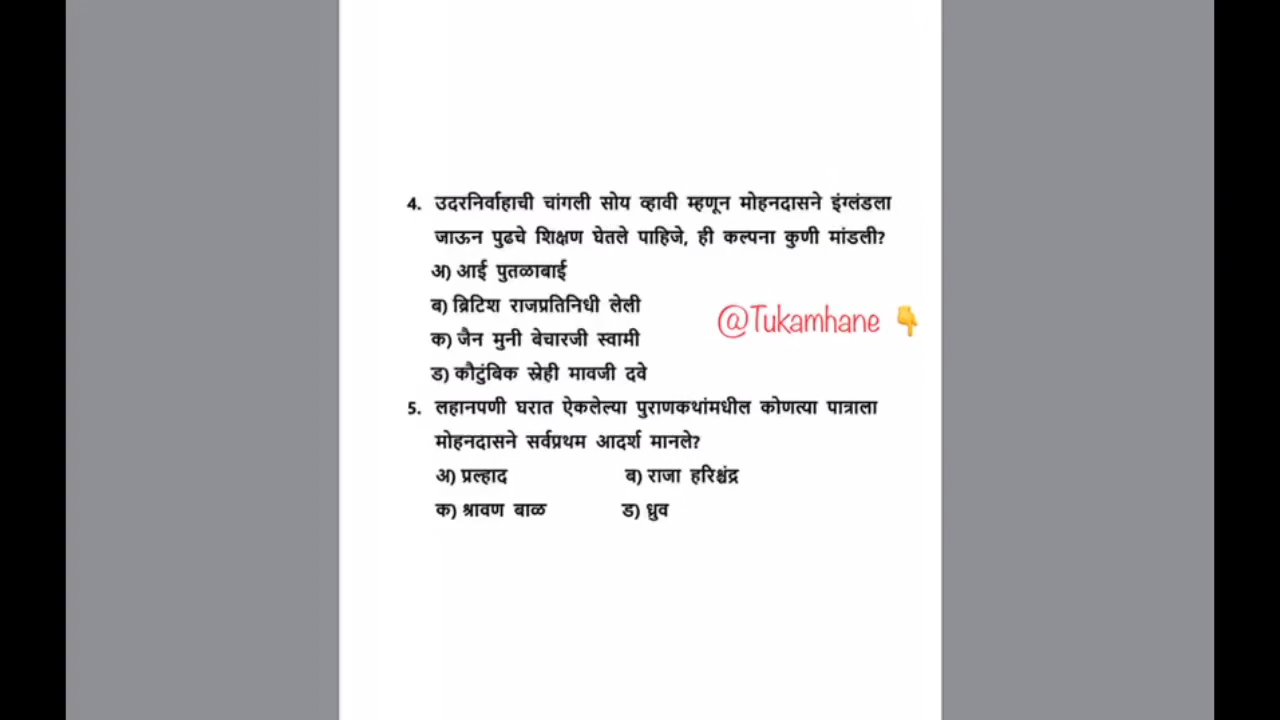 4. उदरनिर्वाहाची चांगली सोय व्हावी म्हणून मोहनदासने इंग्लंडला
जाऊन पुढचे शिक्षण घेतले पाहिजे, ही कल्पना कुणी मांडली?
अ) आई पुतळाबाई
ब) ब्रिटिश राजप्रतिनिधी लेली
@Tukamhane 👇
क) जैन मुनी बेचारजी स्वामी
ड) कौटुंबिक स्नेही मावजी दवे
5. लहानपणी घरात ऐकलेल्या पुराणकथांमधील कोणत्या पात्राला
मोहनदासने सर्वप्रथम आदर्श मानले?
अ) प्रल्हाद ब) राजा हरिश्चंद्र
क) श्रावण बाळ ड) ध्रुव